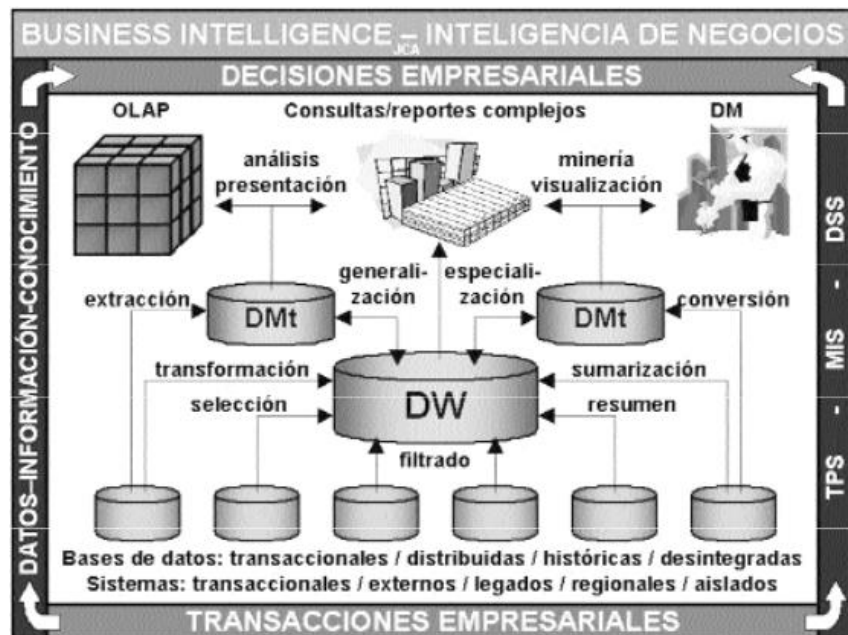 BUSINESS INTELLIGENCE – INTELIGENCIA DE NEGOCIOS
JCA
DECISIONES EMPRESARIALES
OLAP
Consultas/reportes complejos
DM
análisis
presentación
minería
visualización
DATOS–INFORMACIÓN-CONOCIMIENTO
TPS - MIS - DSS
extracción
generali-
zación
especiali-
zación
conversión
DMt
DMt
transformación
sumarización
selección
DW
resumen
filtrado
Bases de datos: transaccionales / distribuidas / históricas / desintegradas
Sistemas: transaccionales / externos / legados / regionales / aislados
TRANSACCIONES EMPRESARIALES